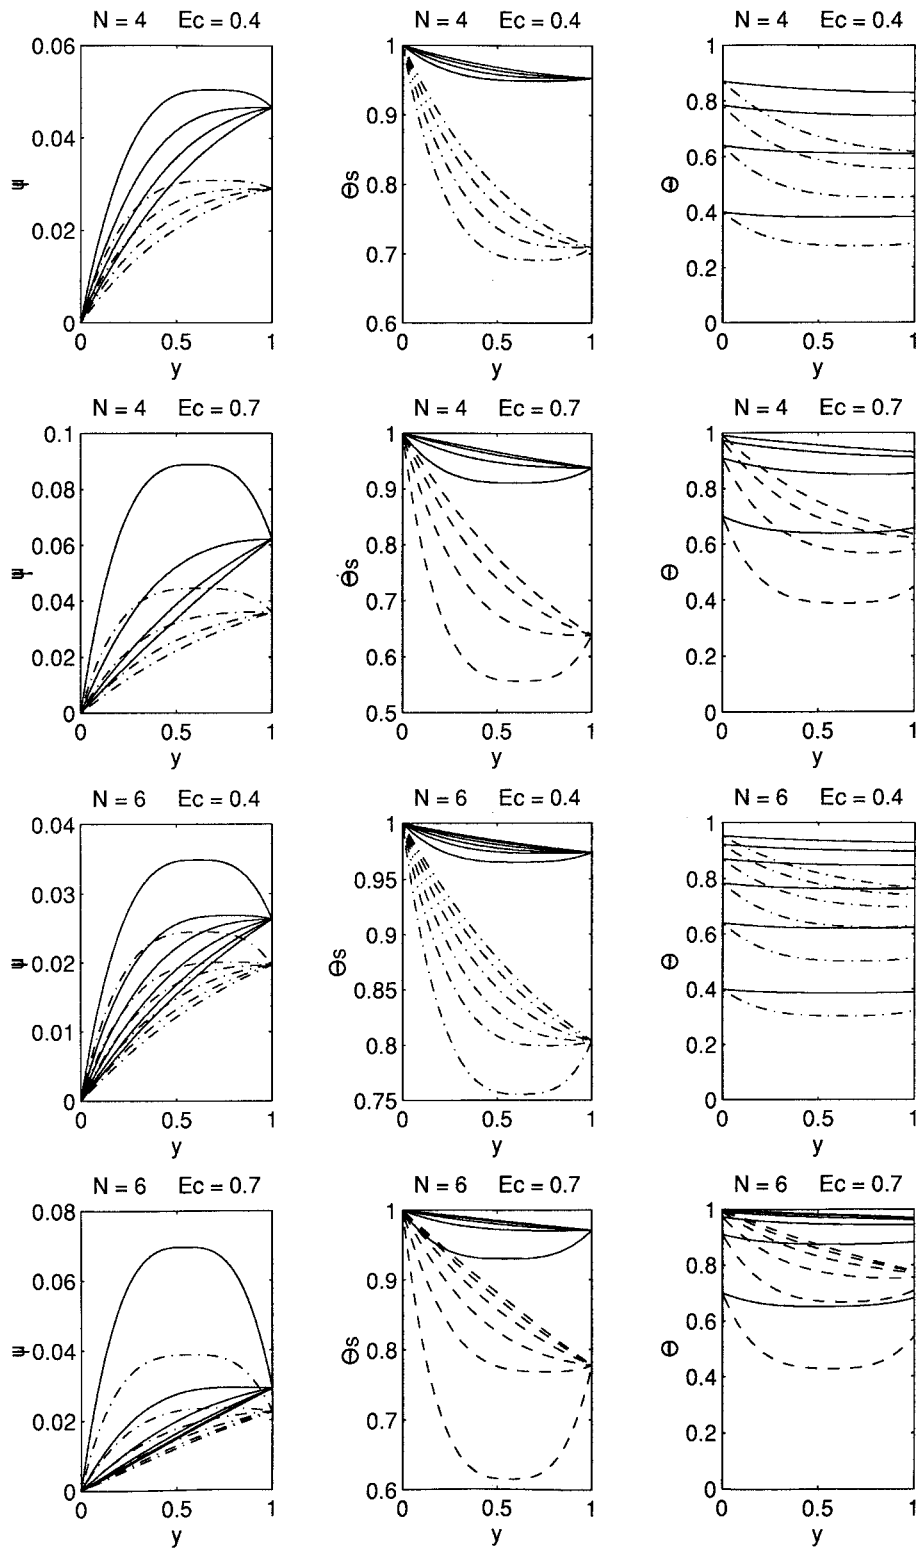 N = 4 Ec = 0.4
0.06
0.04
0.02
0
ψ
0 0.5 1
y
N = 4 Ec = 0.4
1
0.9
0.8
0.7
0.6
Θs
0 0.5 1
y
N = 4 Ec = 0.4
1
0.8
0.6
0.4
0.2
0
Θ
0 0.5 1
y
N = 4 Ec = 0.7
0.1
0.08
0.06
0.04
0.02
0
ψ
0 0.5 1
y
N = 4 Ec = 0.7
1
0.9
0.8
0.7
0.6
0.5
Θs
0 0.5 1
y
N = 4 Ec = 0.7
1
0.8
0.6
0.4
0.2
0
Θ
0 0.5 1
y
N = 6 Ec = 0.4
0.04
0.03
0.02
0.01
0
ψ
0 0.5 1
y
N = 6 Ec = 0.4
1
0.95
0.9
0.85
0.8
0.75
Θs
0 0.5 1
y
N = 6 Ec = 0.4
1
0.8
0.6
0.4
0.2
0
Θ
0 0.5 1
y
N = 6 Ec = 0.7
0.08
0.06
0.04
0.02
0
ψ
0 0.5 1
y
N = 6 Ec = 0.7
1
0.9
0.8
0.7
0.6
Θs
0 0.5 1
y
N = 6 Ec = 0.7
1
0.8
0.6
0.4
0.2
0
Θ
0 0.5 1
y